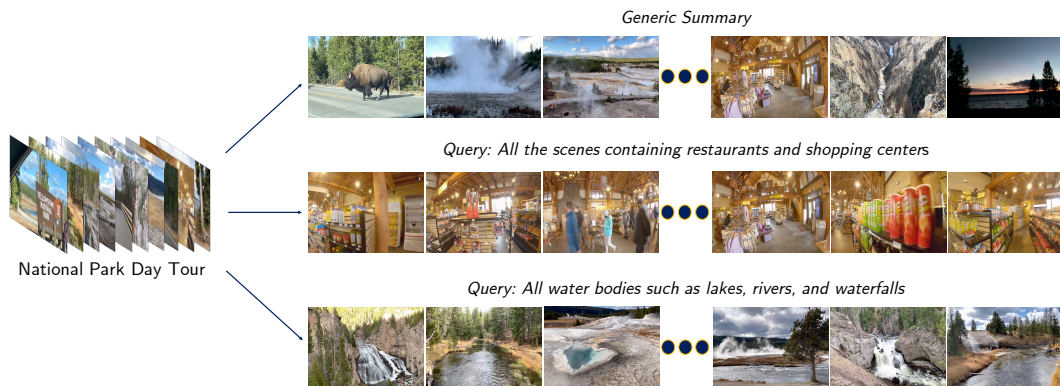 Generic Summary
Query: All the scenes containing restaurants and shopping centers
National Park Day Tour
Query: All water bodies such as lakes, rivers, and waterfalls